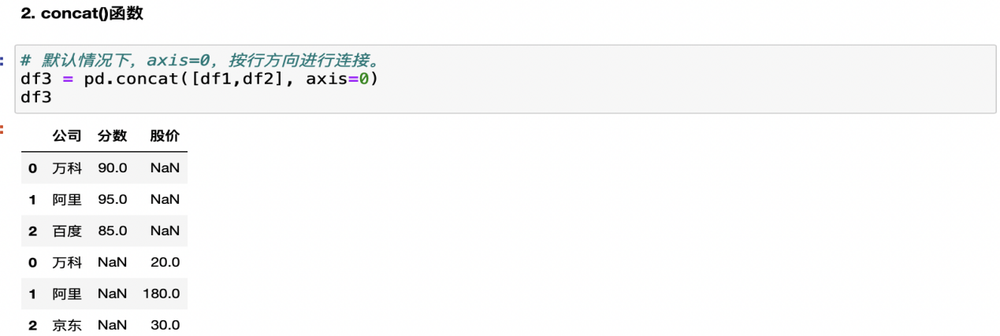 2. concat()函数
# 默认情况下，axis=0，按行方向进行连接。
df3 = pd.concat([df1,df2], axis=0)
df3
公司 分数 股价
0 万科 90.0 NaN
1 阿里 95.0 NaN
2 百度 85.0 NaN
0 万科 NaN 20.0
1 阿里 NaN 180.0
2 京东 NaN 30.0